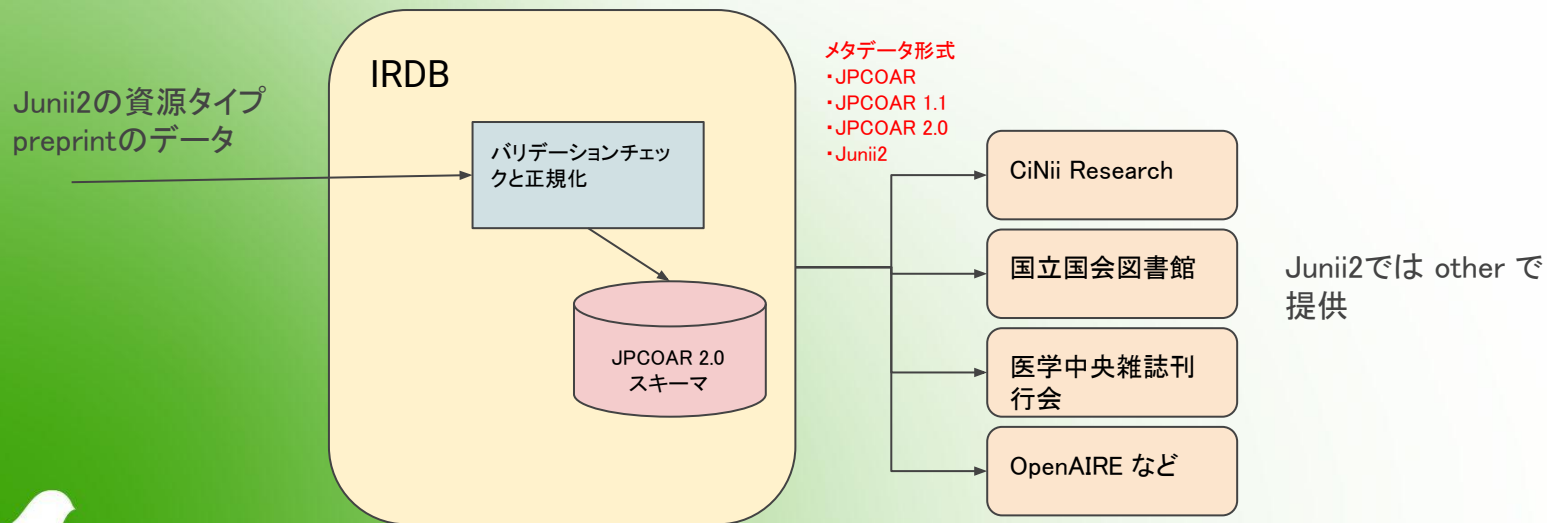 Junii2の資源タイプ
preprintのデータ
IRDB
バリデーションチェッ
クと正規化
JPCOAR 2.0
スキーマ
メタデータ形式
・JPCOAR
・JPCOAR 1.1
・JPCOAR 2.0
・Junii2
CiNii Research
国立国会図書館
医学中央雑誌刊
行会
OpenAIRE など
Junii2では other で
提供